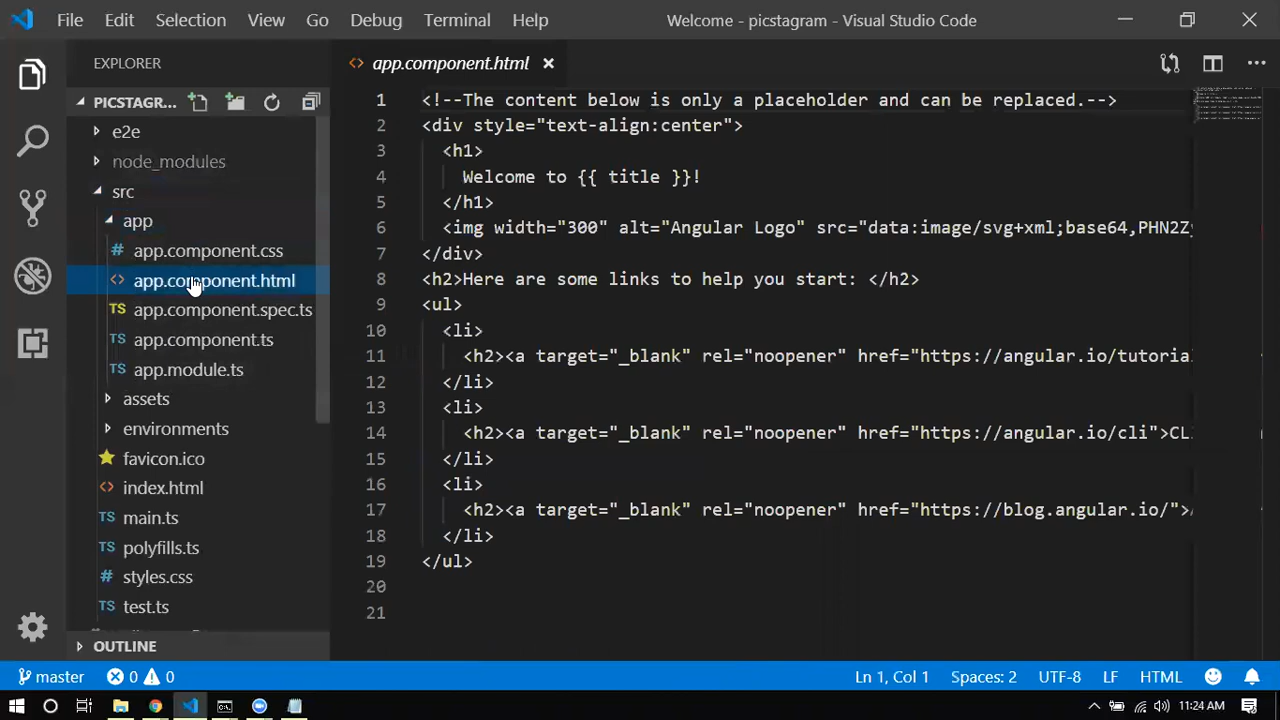 File Edit Selection View Go Debug Terminal Help Welcome - picstagram - Visual Studio Code
EXPLORER
PICSTAGR...
e2e
node_modules
src
app
# app.component.css
<> app.component.html
TS app.component.spec.ts
TS app.component.ts
TS app.module.ts
assets
environments
favicon.ico
<> index.html
TS main.ts
TS polyfills.ts
# styles.css
TS test.ts
OUTLINE
<> app.component.html
1 <!--The content below is only a placeholder and can be replaced.-->
2 <div style="text-align:center">
3 <h1>
4 Welcome to {{ title }}!
5 </h1>
6 <img width="300" alt="Angular Logo" src="data:image/svg+xml;base64,PHN2Zy
7 </div>
8 <h2>Here are some links to help you start: </h2>
9 <ul>
10 <li>
11 <h2><a target="_blank" rel="noopener" href="https://angular.io/tutorial
12 </li>
13 <li>
14 <h2><a target="_blank" rel="noopener" href="https://angular.io/cli">CL
15 </li>
16 <li>
17 <h2><a target="_blank" rel="noopener" href="https://blog.angular.io/">
18 </li>
19 </ul>
20
21
master 0 0 Ln 1, Col 1 Spaces: 2 UTF-8 LF HTML
11:24 AM